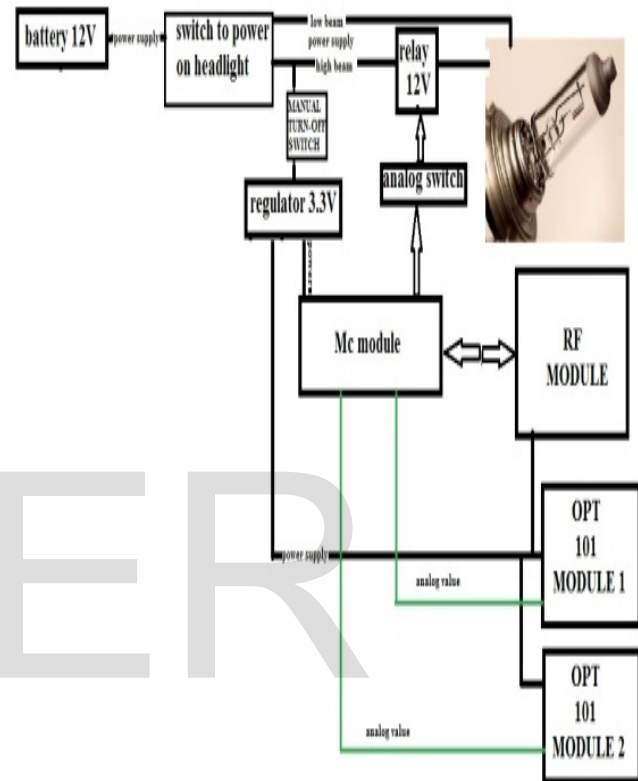 battery 12V
power supply
switch to power
on headlight
low beam
power supply
high beam
relay
12V
MANUAL
TURN-OFF
SWITCH
analog switch
regulator 3.3V
power
Mc module
RF
MODULE
OPT
101
MODULE 1
power supply
analog value
OPT
101
MODULE 2
analog value
ER